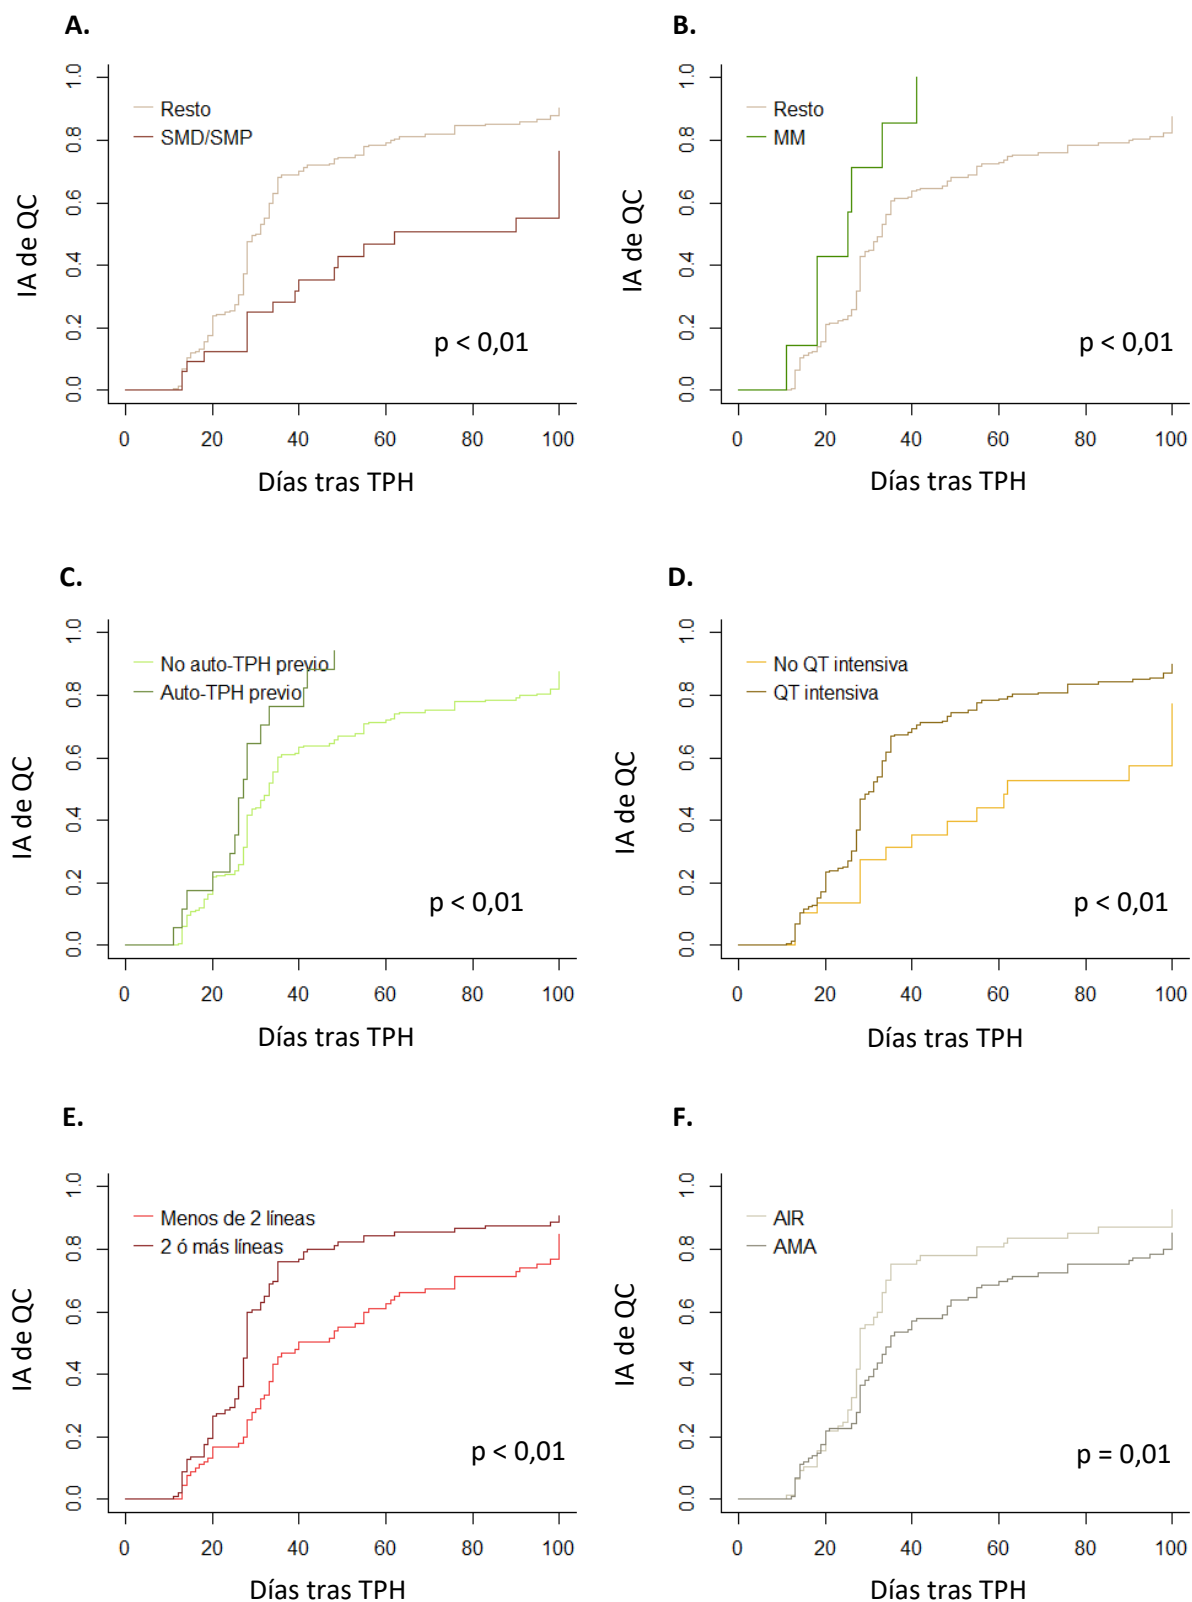 A.
1.0
0.8
0.6
0.4
0.2
0.0
IA de QC
Resto
SMD/SMP
p < 0,01
0 20 40 60 80 100
Días tras TPH
B.
1.0
0.8
0.6
0.4
0.2
0.0
IA de QC
Resto
MM
p < 0,01
0 20 40 60 80 100
Días tras TPH
C.
1.0
0.8
0.6
0.4
0.2
0.0
IA de QC
No auto-TPH previo
Auto-TPH previo
p < 0,01
0 20 40 60 80 100
Días tras TPH
D.
1.0
0.8
0.6
0.4
0.2
0.0
IA de QC
No QT intensiva
QT intensiva
p < 0,01
0 20 40 60 80 100
Días tras TPH
E.
1.0
0.8
0.6
0.4
0.2
0.0
IA de QC
Menos de 2 líneas
2 ó más líneas
p < 0,01
0 20 40 60 80 100
Días tras TPH
F.
1.0
0.8
0.6
0.4
0.2
0.0
IA de QC
AIR
AMA
p = 0,01
0 20 40 60 80 100
Días tras TPH